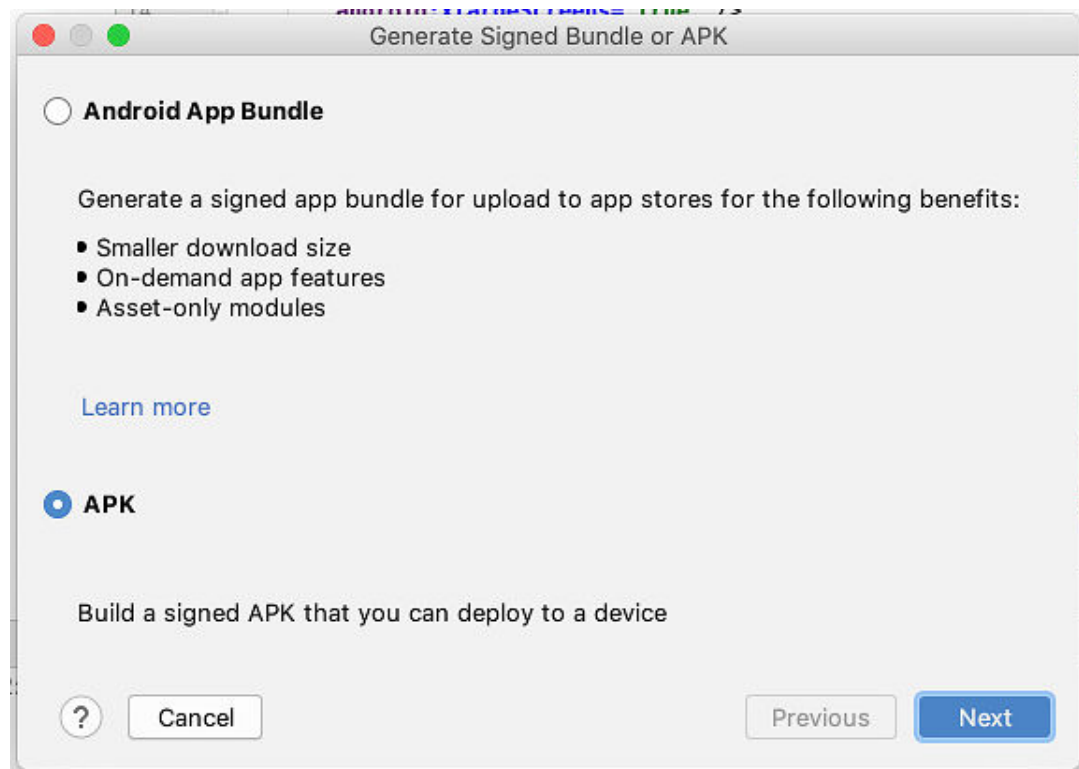 Generate Signed Bundle or APK
Android App Bundle
Generate a signed app bundle for upload to app stores for the following benefits:
• Smaller download size
• On-demand app features
• Asset-only modules
Learn more
APK
Build a signed APK that you can deploy to a device
? Cancel Previous Next